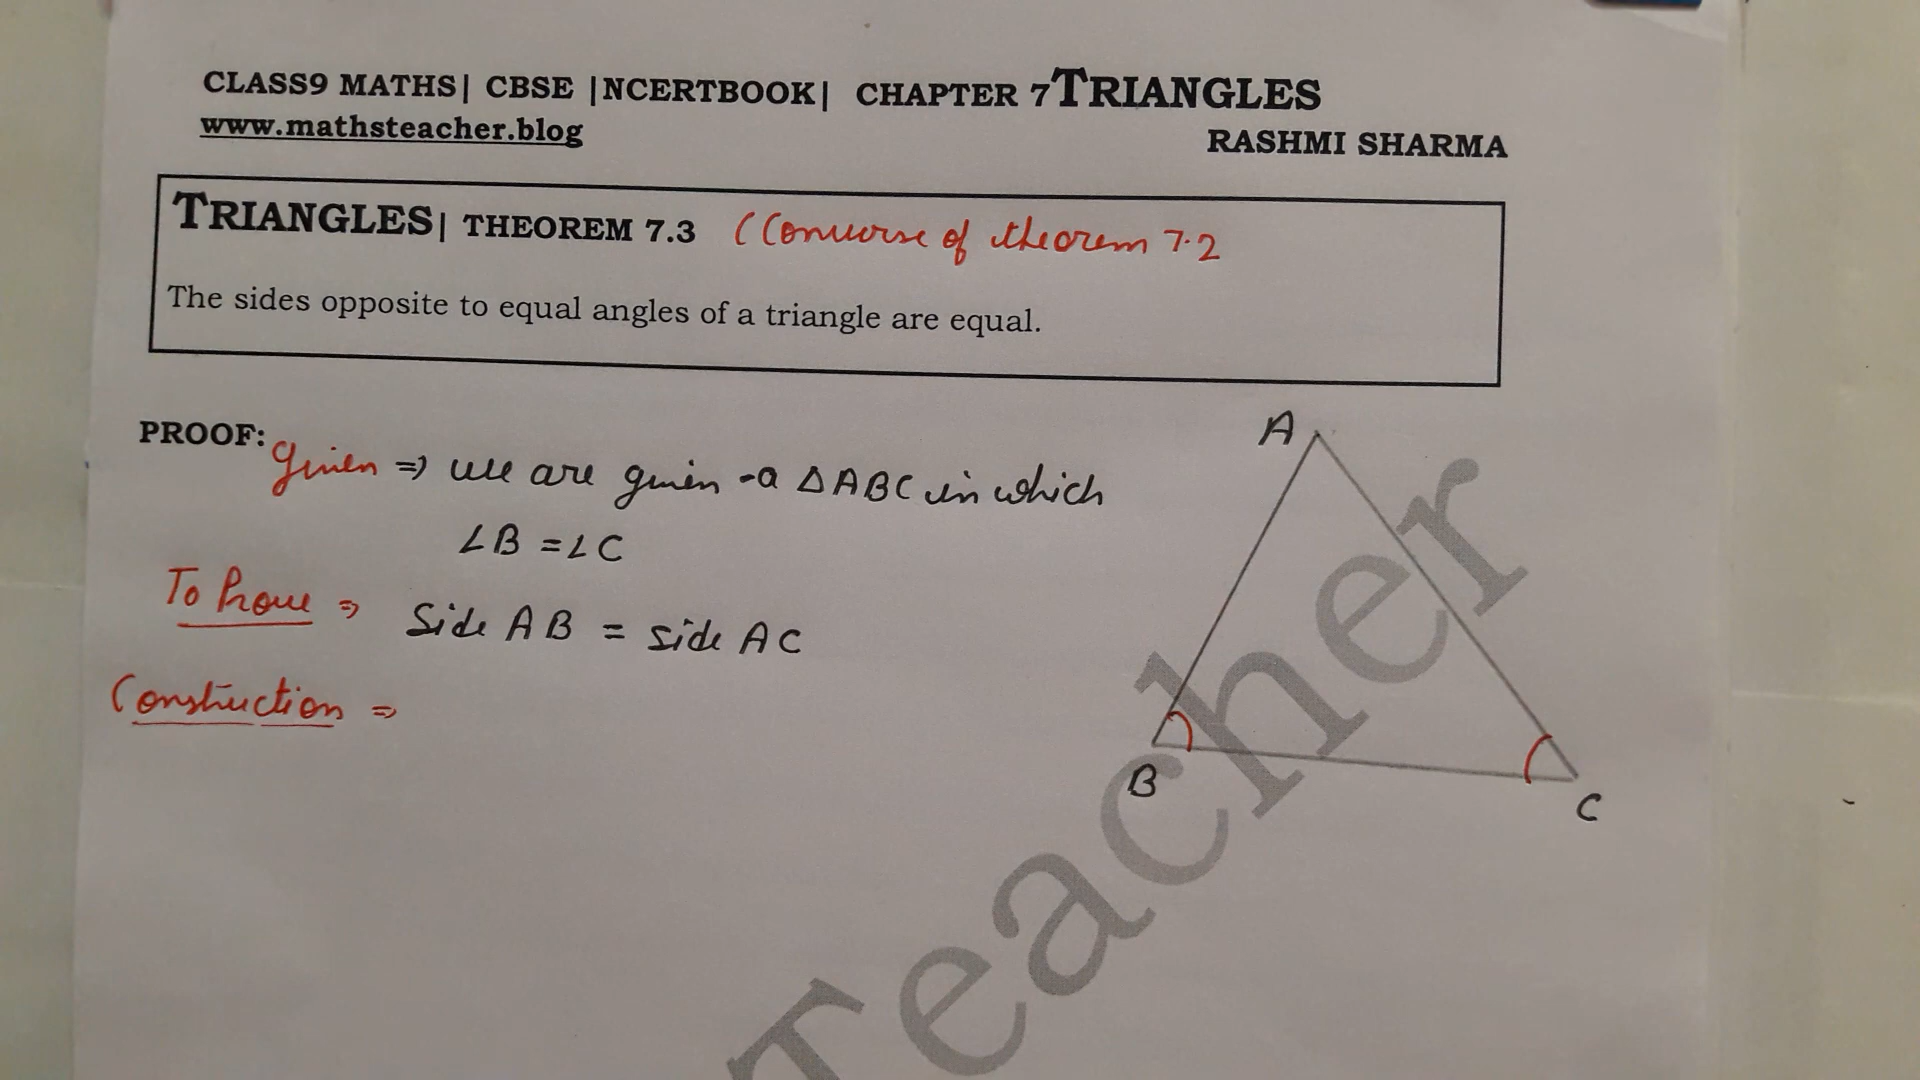 CLASS9 MATHS| CBSE |NCERTBOOK| CHAPTER 7TRIANGLES
www.mathsteacher.blog
RASHMI SHARMA
TRIANGLES| THEOREM 7.3 (Converse of theorem 7.2
The sides opposite to equal angles of a triangle are equal.
PROOF: Given ⇒ we are given a ΔABC in which
∠B = ∠C
To Prove ⇒ Side AB = side AC
Construction ⇒
A
B
C
Teacher